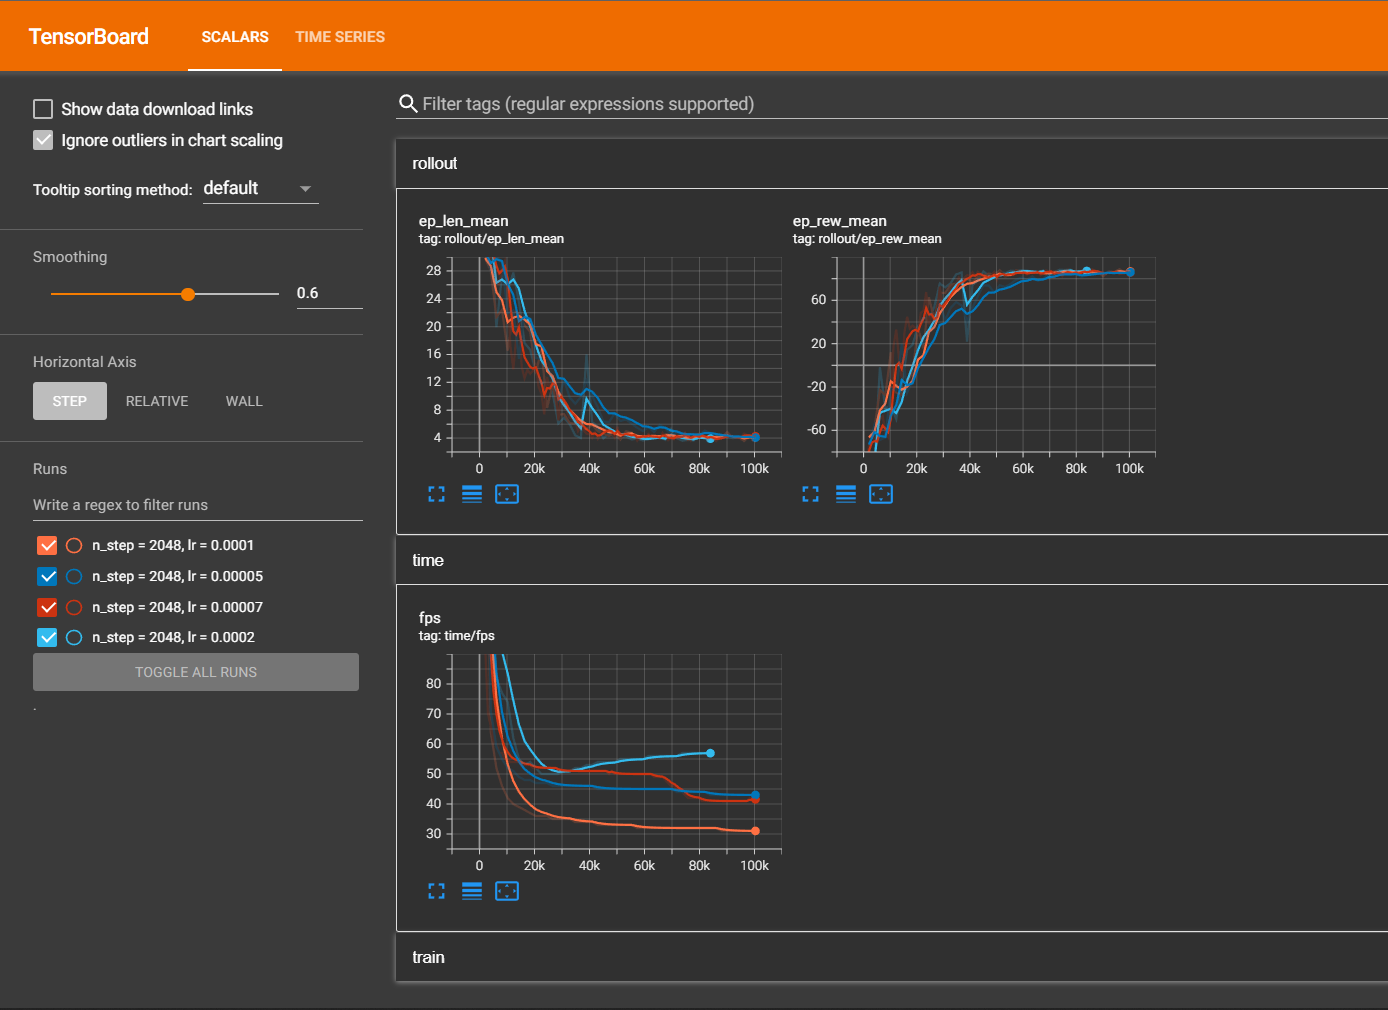 TensorBoard SCALARS TIME SERIES
Show data download links
Ignore outliers in chart scaling
Tooltip sorting method: default
Smoothing
0.6
Horizontal Axis
STEP RELATIVE WALL
Runs
Write a regex to filter runs
n_step = 2048, lr = 0.0001
n_step = 2048, lr = 0.00005
n_step = 2048, lr = 0.00007
n_step = 2048, lr = 0.0002
TOGGLE ALL RUNS
.
Filter tags (regular expressions supported)
rollout
ep_len_mean
tag: rollout/ep_len_mean
28
24
20
16
12
8
4
0 20k 40k 60k 80k 100k
ep_rew_mean
tag: rollout/ep_rew_mean
60
20
-20
-60
0 20k 40k 60k 80k 100k
time
fps
tag: time/fps
80
70
60
50
40
30
0 20k 40k 60k 80k 100k
train